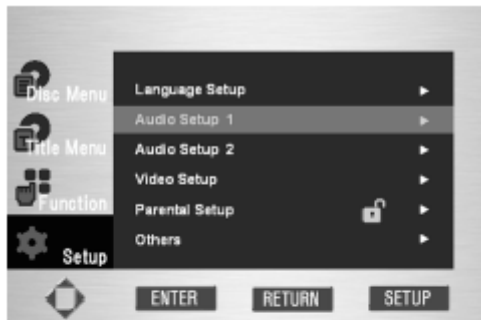 Disc Menu
Title Menu
Function
Setup
Language Setup
Audio Setup 1
Audio Setup 2
Video Setup
Parental Setup
Others
ENTER RETURN SETUP